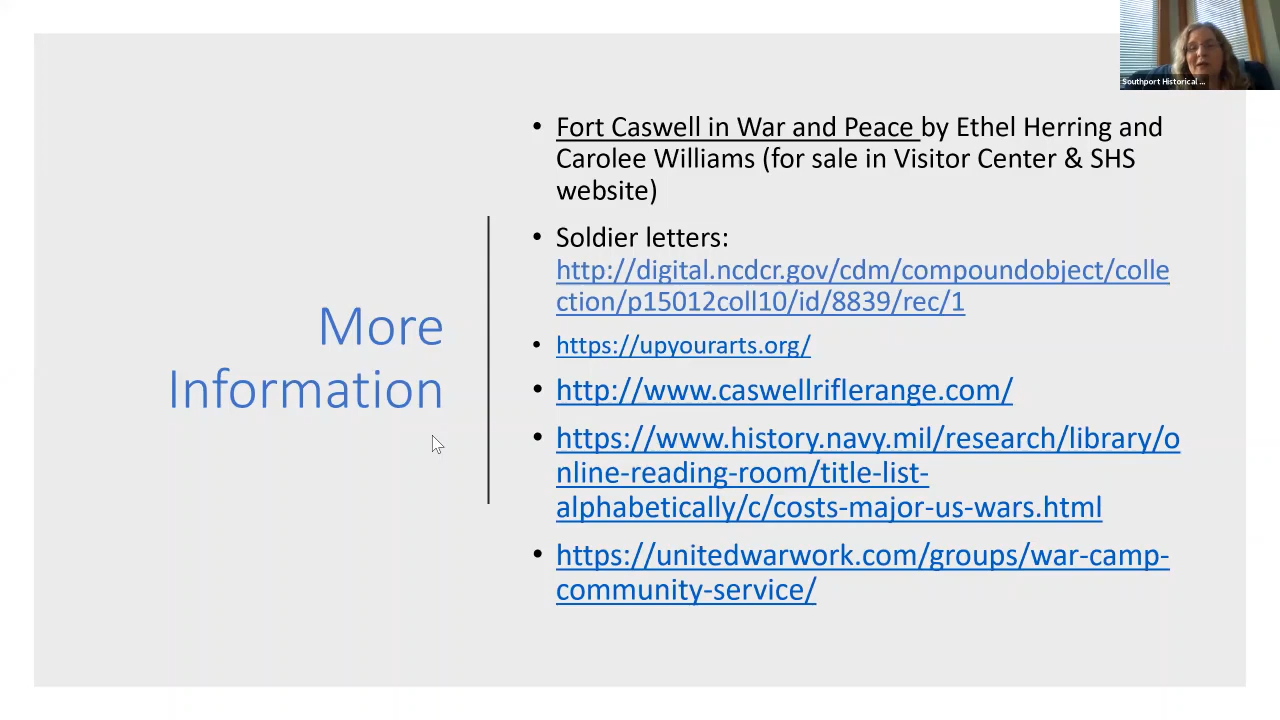 Southport Historical ...
Fort Caswell in War and Peace by Ethel Herring and
Carolee Williams (for sale in Visitor Center & SHS
website)
Soldier letters:
http://digital.ncdcr.gov/cdm/compoundobject/colle
ction/p15012coll10/id/8839/rec/1
More
Information
https://upyourarts.org/
http://www.caswellriflerange.com/
https://www.history.navy.mil/research/library/o
nline-reading-room/title-list-
alphabetically/c/costs-major-us-wars.html
https://unitedwarwork.com/groups/war-camp-
community-service/